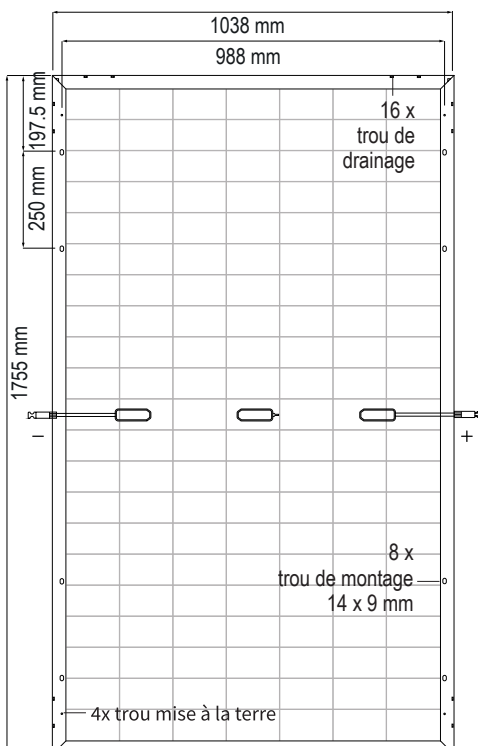 1038 mm
988 mm
197.5 mm
250 mm
1755 mm
16 x
trou de
drainage
–
+
8 x
trou de montage
14 x 9 mm
4x trou mise à la terre